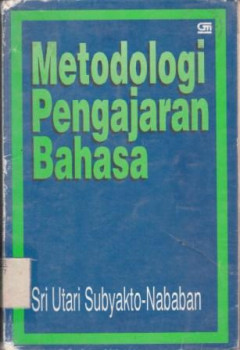 Metodologi
Pengajaran
Bahasa
Sri Utari Subyakto-Nababan